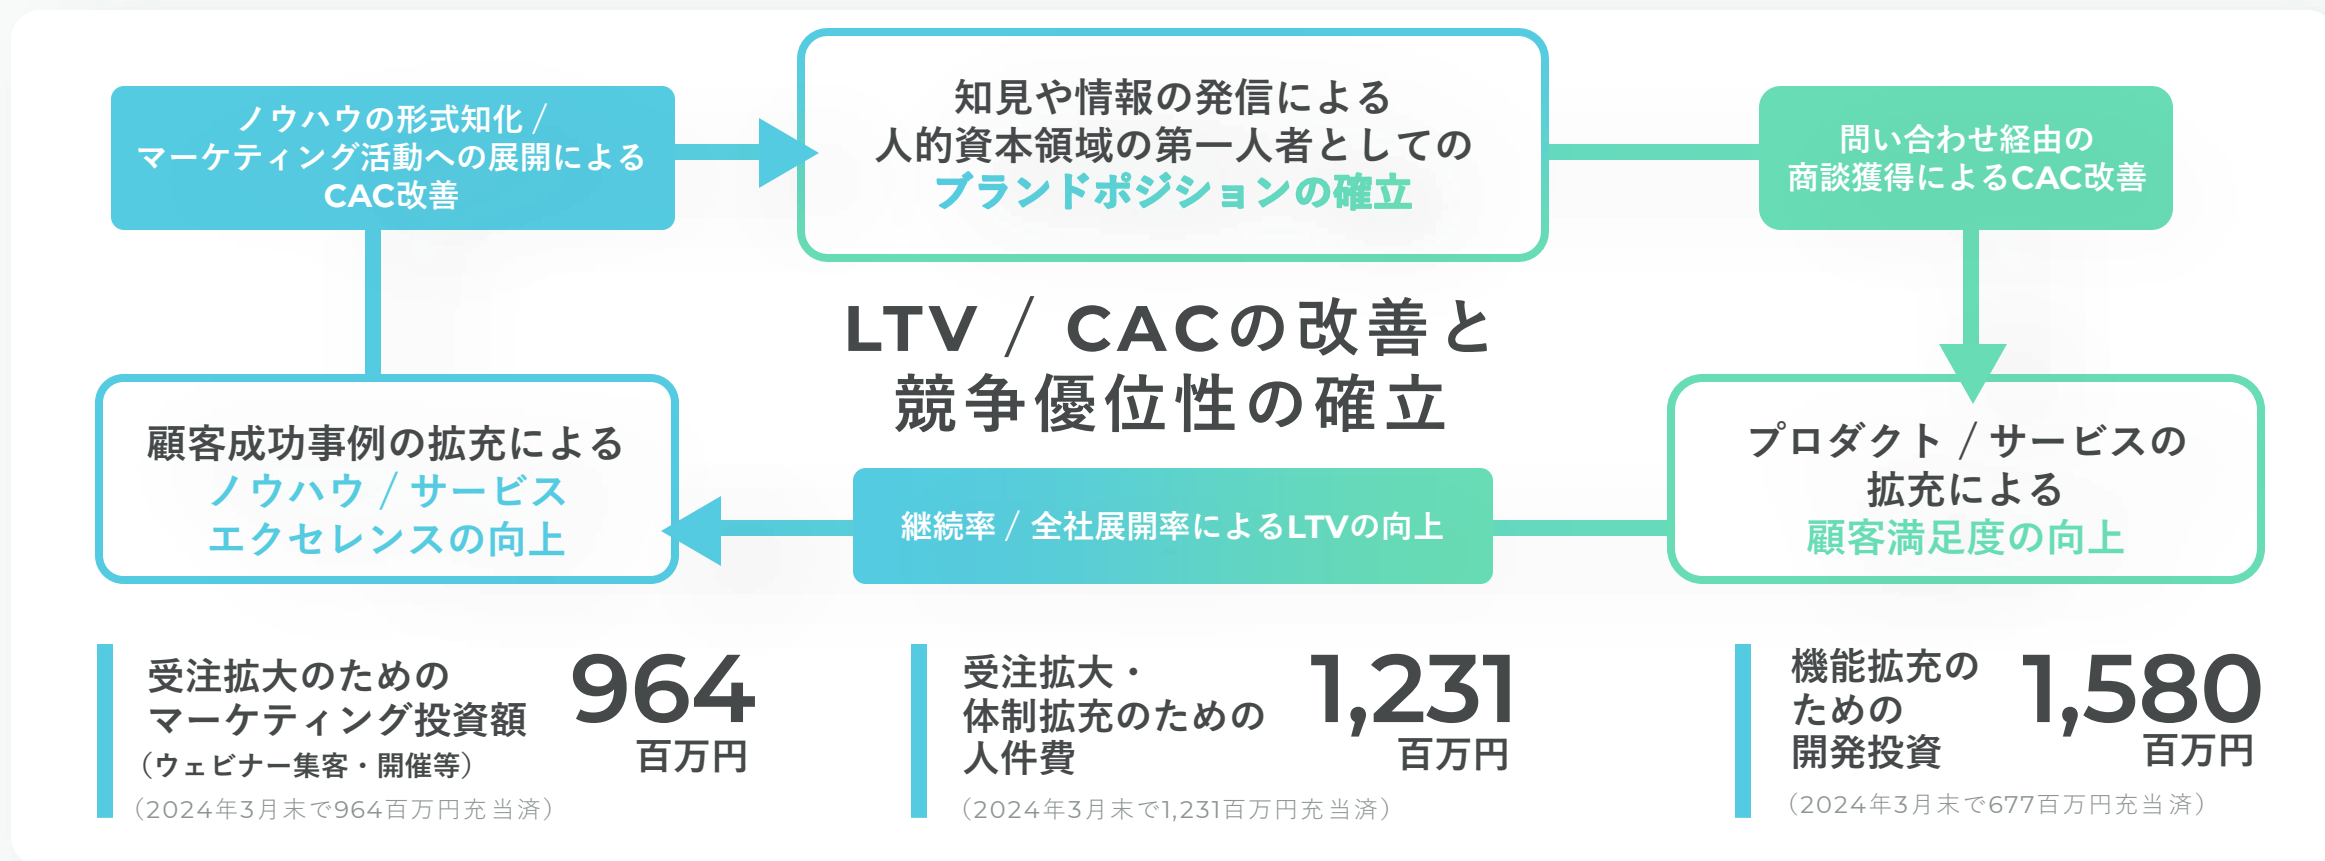 ノウハウの形式知化 /
マーケティング活動への展開による
CAC改善
知見や情報の発信による
人的資本領域の第一人者としての
ブランドポジションの確立
問い合わせ経由の
商談獲得によるCAC改善
LTV / CACの改善と
競争優位性の確立
顧客成功事例の拡充による
ノウハウ / サービス
エクセレンスの向上
継続率 / 全社展開率によるLTVの向上
プロダクト / サービスの
拡充による
顧客満足度の向上
受注拡大のための
マーケティング投資額
（ウェビナー集客・開催等）
964
百万円
（2024年3月末で964百万円充当済）
受注拡大・
体制拡充のための
人件費
1,231
百万円
（2024年3月末で1,231百万円充当済）
機能拡充の
ための
開発投資
1,580
百万円
（2024年3月末で677百万円充当済）